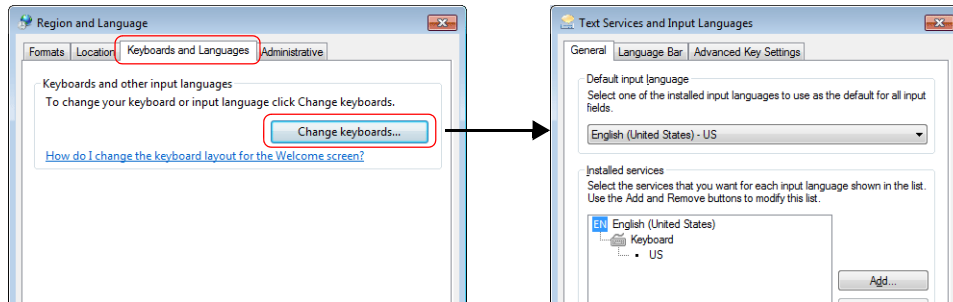 Region and Language
Formats Location Keyboards and Languages Administrative
Keyboards and other input languages
To change your keyboard or input language click Change keyboards.
Change keyboards...
How do I change the keyboard layout for the Welcome screen?
Text Services and Input Languages
General Language Bar Advanced Key Settings
Default input language
Select one of the installed input languages to use as the default for all input
fields.
English (United States) - US
Installed services
Select the services that you want for each input language shown in the list.
Use the Add and Remove buttons to modify this list.
EN English (United States)
Keyboard
US
Add...